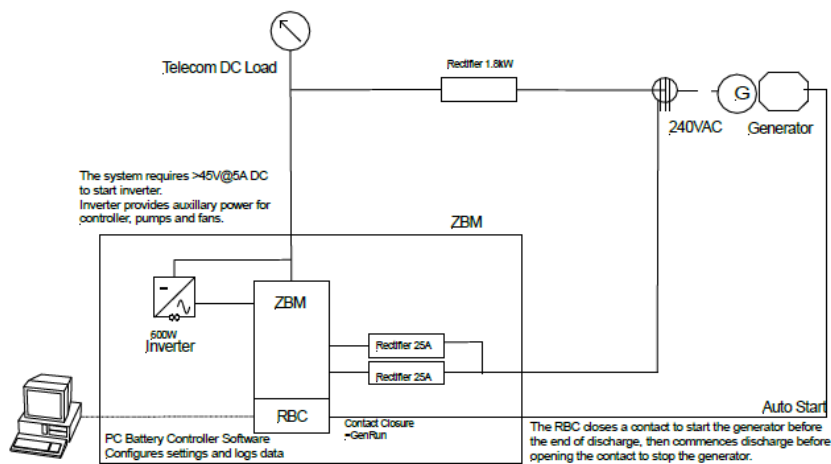 Telecom DC Load
Rectifier 1.8kW
G
240VAC
Generator
The system requires >45V@5A DC
to start inverter.
Inverter provides auxillary power for
controller, pumps and fans.
ZBM
ZBM
600W
Inverter
Rectifier 25A
Rectifier 25A
RBC
Auto Start
Contact Closure
=GenRun
PC Battery Controller Software
Configures settings and logs data
The RBC closes a contact to start the generator before
the end of discharge, then commences discharge before
opening the contact to stop the generator.